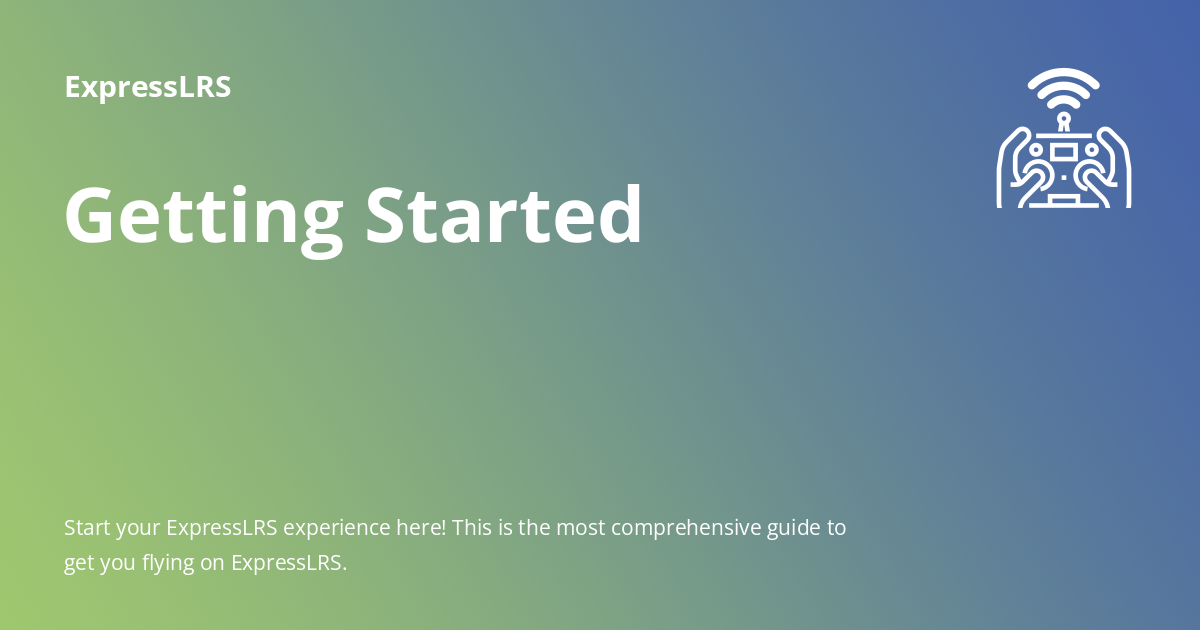 ExpressLRS
Getting Started
Start your ExpressLRS experience here! This is the most comprehensive guide to
get you flying on ExpressLRS.